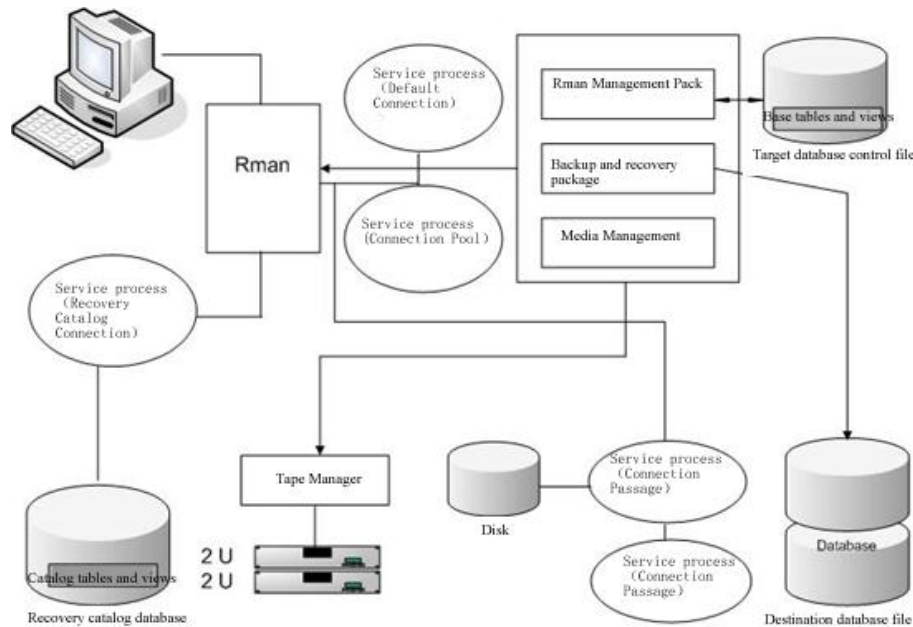 Service process
(Default
Connection)
Rman
Service process
(Connection Pool)
Rman Management Pack
Backup and recovery
package
Media Management
Base tables and views
Target database control file
Service process
(Recovery
Catalog
Connection)
Tape Manager
2 U
2 U
Disk
Service process
(Connection
Passage)
Service process
(Connection
Passage)
Database
Destination database file
Catalog tables and views
Recovery catalog database